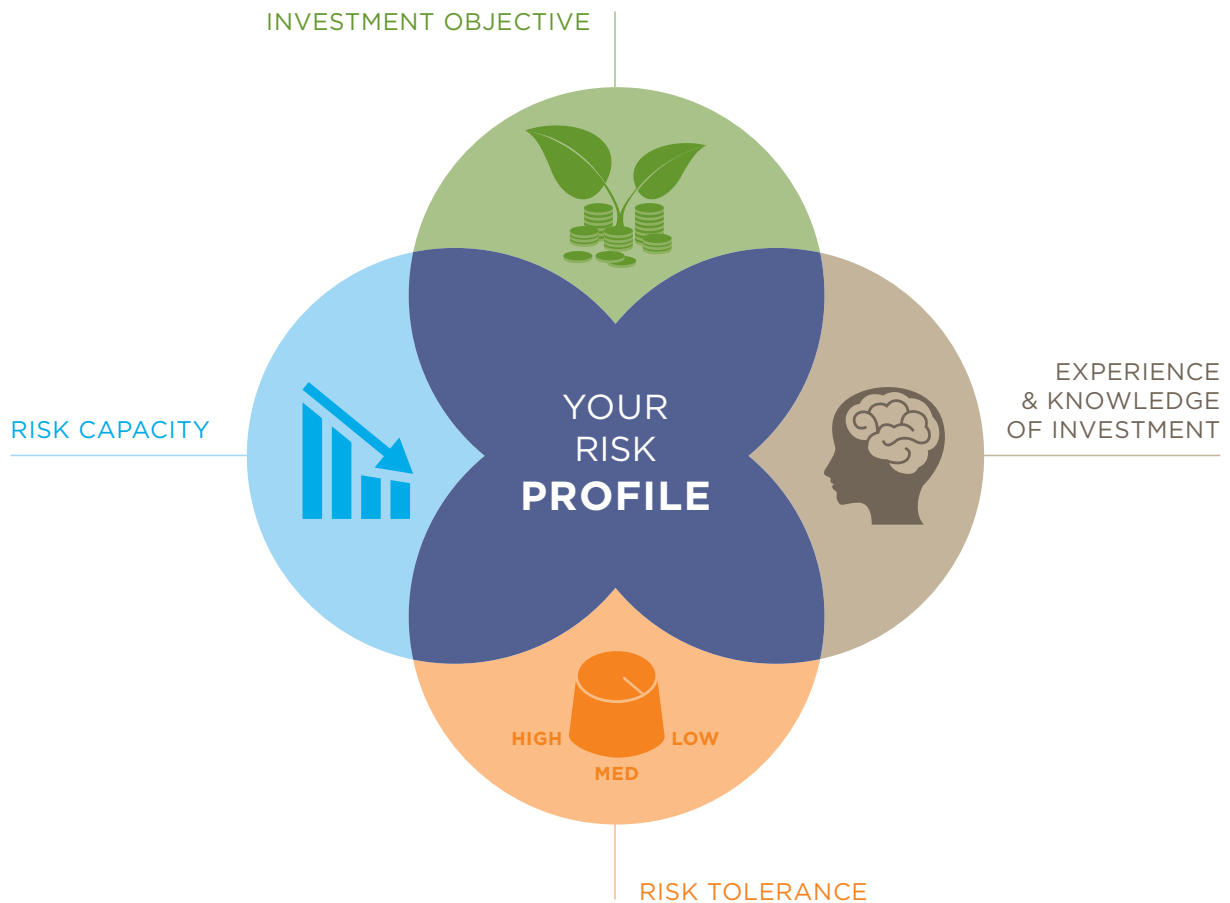 INVESTMENT OBJECTIVE
EXPERIENCE
& KNOWLEDGE
OF INVESTMENT
RISK CAPACITY
YOUR
RISK
PROFILE
HIGH
LOW
MED
RISK TOLERANCE